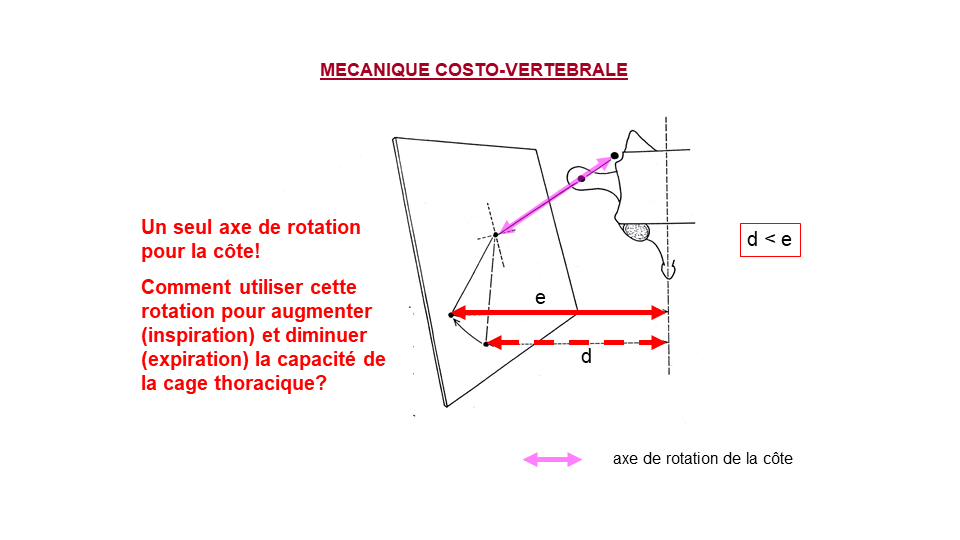 MECANIQUE COSTO-VERTEBRALE
Un seul axe de rotation
pour la côte!
Comment utiliser cette
rotation pour augmenter
(inspiration) et diminuer
(expiration) la capacité de
la cage thoracique?
d < e
e
d
axe de rotation de la côte